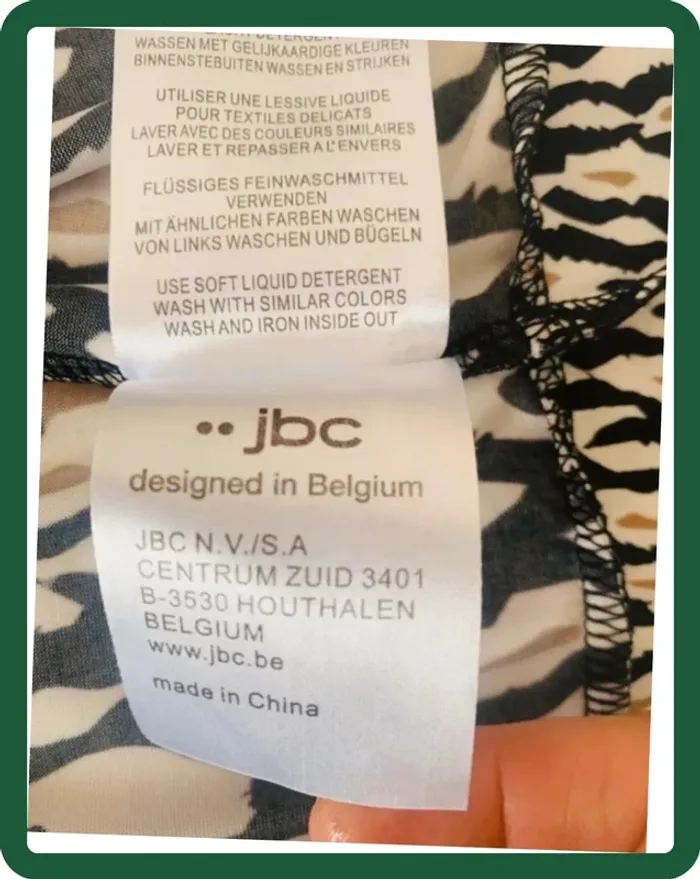 WASSEN MET GELIJKAARDIGE KLEUREN
BINNENSTEBUITEN WASSEN EN STRIJKEN
UTILISER UNE LESSIVE LIQUIDE
POUR TEXTILES DELICATS
LAVER AVEC DES COULEURS SIMILAIRES
LAVER ET REPASSER A L'ENVERS
FLÜSSIGES FEINWASCHMITTEL
VERWENDEN
MIT ÄHNLICHEN FARBEN WASCHEN
VON LINKS WASCHEN UND BÜGELN
USE SOFT LIQUID DETERGENT
WASH WITH SIMILAR COLORS
WASH AND IRON INSIDE OUT
jbc
designed in Belgium
JBC N.V./S.A
CENTRUM ZUID 3401
B-3530 HOUTHALEN
BELGIUM
www.jbc.be
made in China